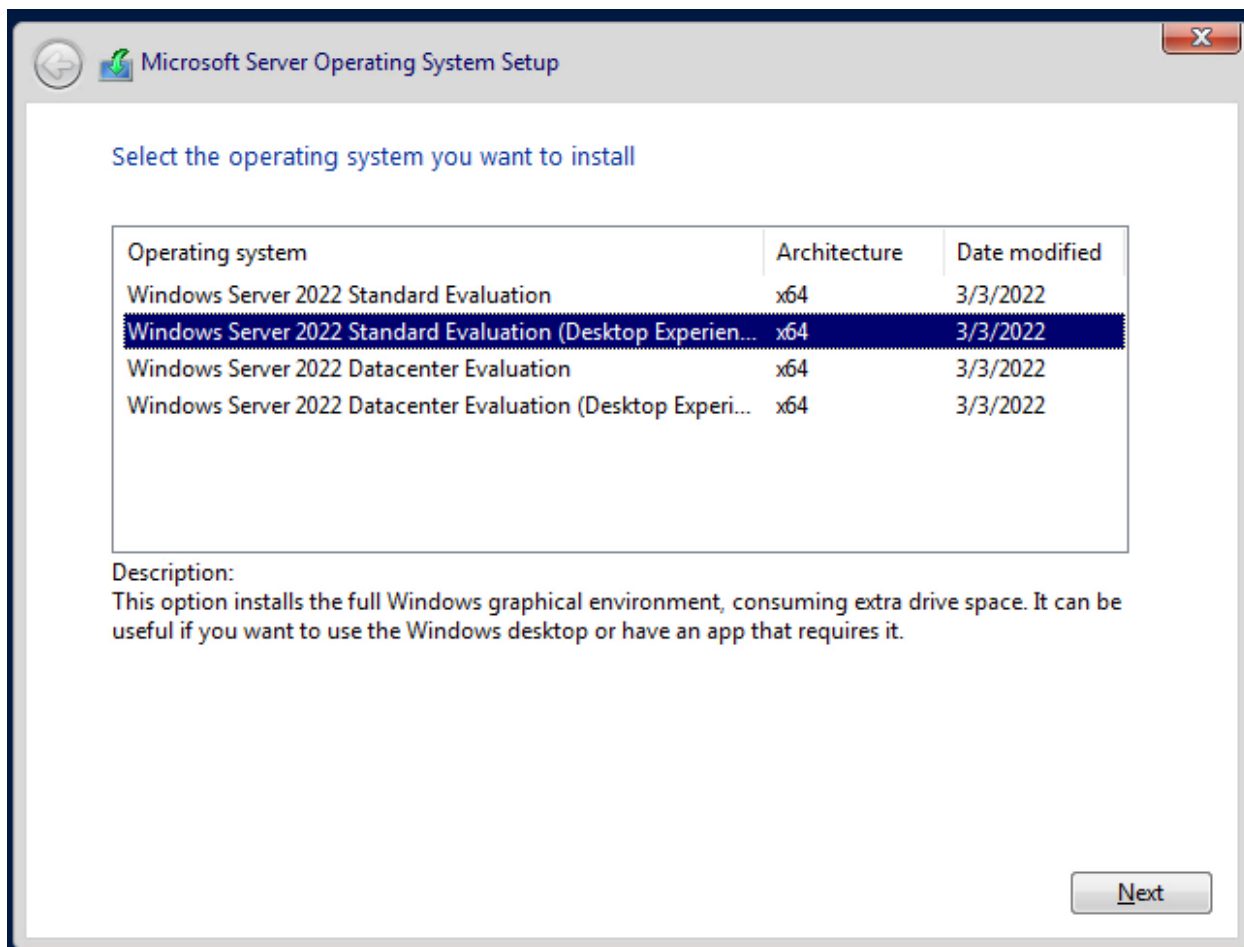 Microsoft Server Operating System Setup
Select the operating system you want to install
Operating system Architecture Date modified
Windows Server 2022 Standard Evaluation x64 3/3/2022
Windows Server 2022 Standard Evaluation (Desktop Experien... x64 3/3/2022
Windows Server 2022 Datacenter Evaluation x64 3/3/2022
Windows Server 2022 Datacenter Evaluation (Desktop Experi... x64 3/3/2022
Description:
This option installs the full Windows graphical environment, consuming extra drive space. It can be
useful if you want to use the Windows desktop or have an app that requires it.
Next